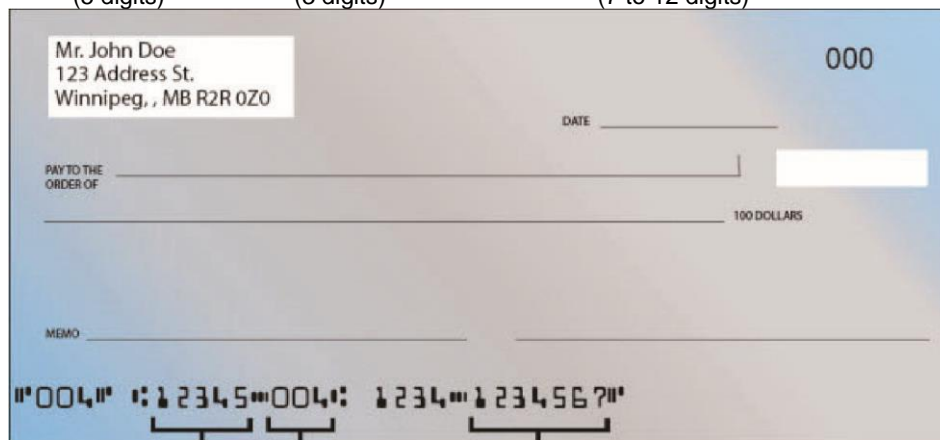 (5 digits) (3 digits) (7 to 12 digits)
Mr. John Doe
123 Address St.
Winnipeg, , MB R2R 0Z0
000
DATE
PAY TO THE
ORDER OF
100 DOLLARS
MEMO
⑈004⑈ ⑆12345⑉004⑆ 1234⑉1234567⑈